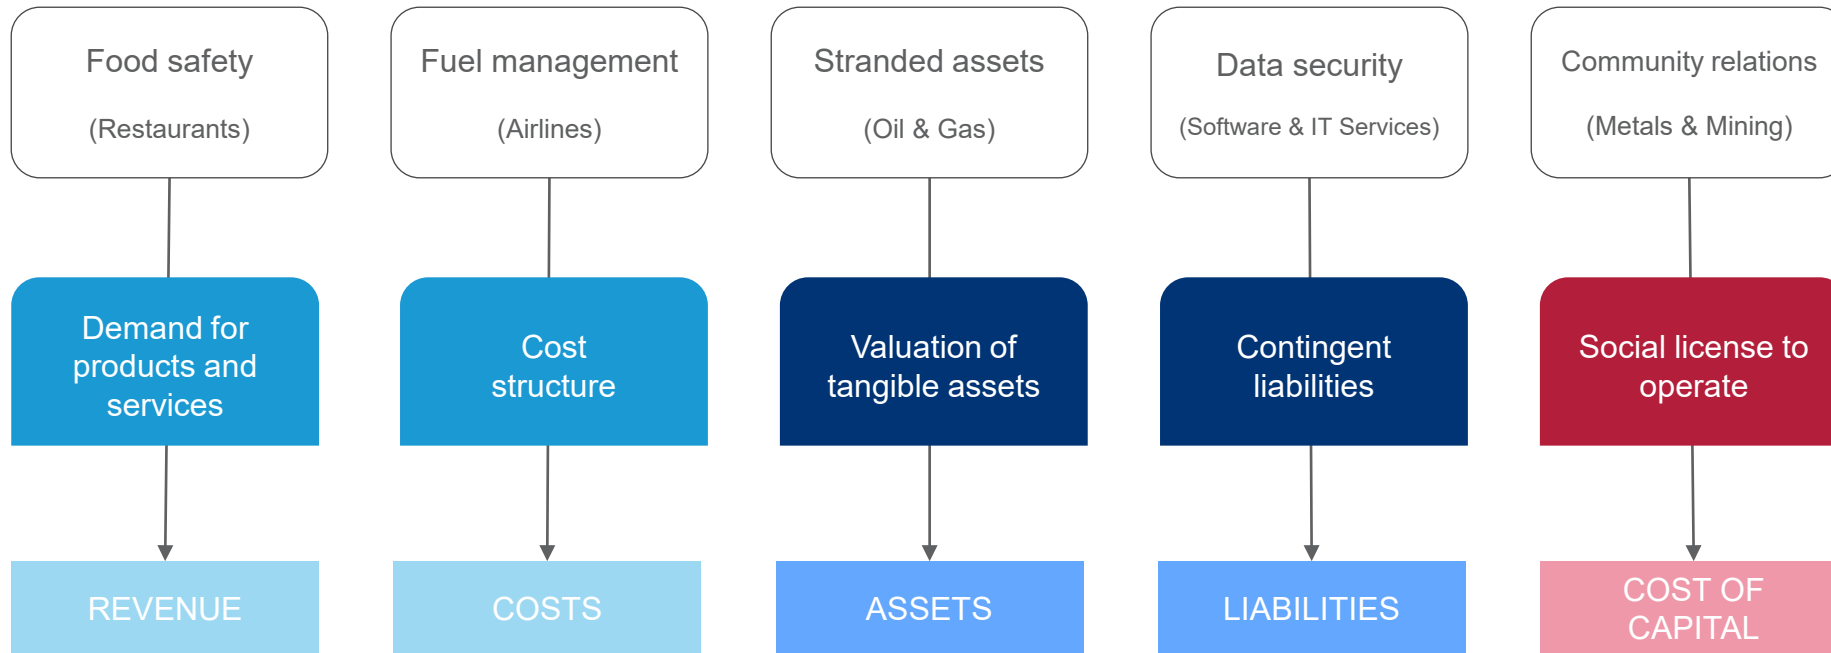 Food safety
(Restaurants)
Fuel management
(Airlines)
Stranded assets
(Oil & Gas)
Data security
(Software & IT Services)
Community relations
(Metals & Mining)
Demand for
products and
services
Cost
structure
Valuation of
tangible assets
Contingent
liabilities
Social license to
operate
REVENUE
COSTS
ASSETS
LIABILITIES
COST OF
CAPITAL